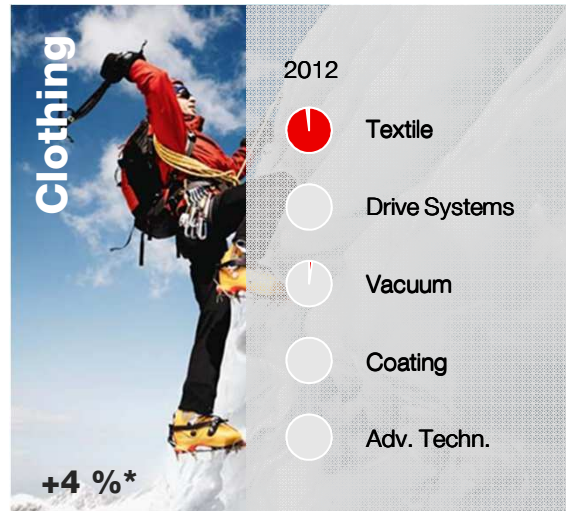 Clothing
2012
Textile
Drive Systems
Vacuum
Coating
Adv. Techn.
+4 %*